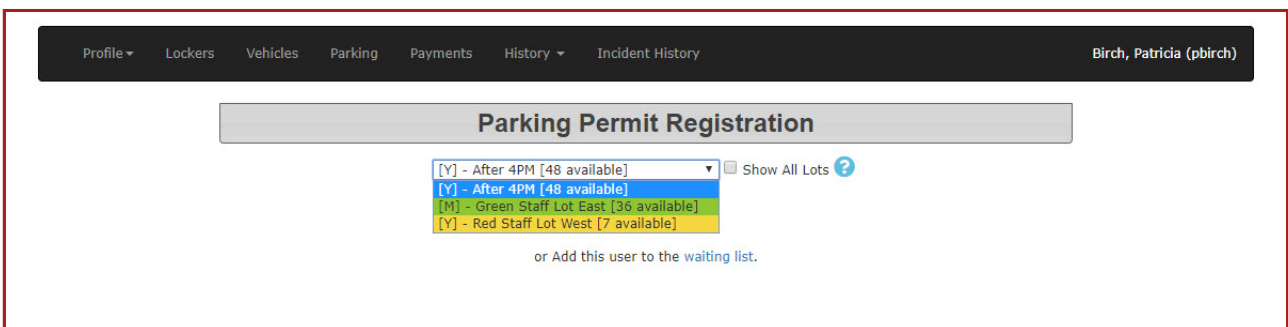 Profile Lockers Vehicles Parking Payments History Incident History Birch, Patricia (pbirch)
Parking Permit Registration
[Y] - After 4PM [48 available] Show All Lots ?
[Y] - After 4PM [48 available]
[M] - Green Staff Lot East [36 available]
[Y] - Red Staff Lot West [7 available]
or Add this user to the waiting list.